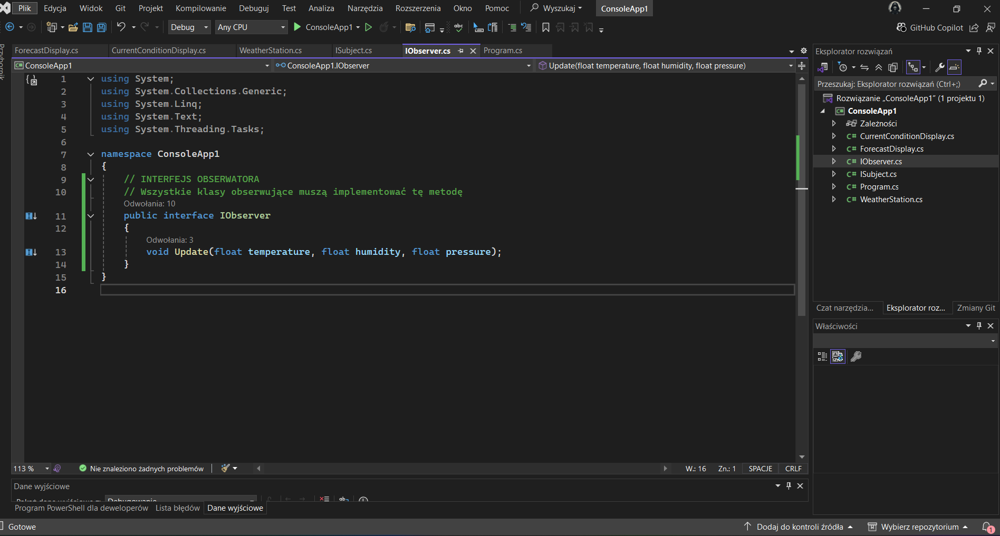 Plik Edycja Widok Git Projekt Kompilowanie Debuguj Test Analiza Narzędzia Rozszerzenia Okno Pomoc Wyszukaj ConsoleApp1
Debug Any CPU ConsoleApp1 GitHub Copilot
Przybornik
ForecastDisplay.cs CurrentConditionDisplay.cs WeatherStation.cs ISubject.cs IObserver.cs Program.cs
ConsoleApp1 ConsoleApp1.IObserver Update(float temperature, float humidity, float pressure)
1 using System;
2 using System.Collections.Generic;
3 using System.Linq;
4 using System.Text;
5 using System.Threading.Tasks;
6
7 namespace ConsoleApp1
8 {
9 // INTERFEJS OBSERWATORA
10 // Wszystkie klasy obserwujące muszą implementować tę metodę
Odwołania: 10
11 public interface IObserver
12 {
Odwołania: 3
13 void Update(float temperature, float humidity, float pressure);
14 }
15 }
16
113 % Nie znaleziono żadnych problemów W.: 16 Zn.: 1 SPACJE CRLF
Dane wyjściowe
Pokaż dane wyjściowe z: Debugowanie
Program PowerShell dla deweloperów Lista błędów Dane wyjściowe
Eksplorator rozwiązań
Przeszukaj: Eksplorator rozwiązań (Ctrl+;)
Rozwiązanie „ConsoleApp1” (1 projektu 1)
ConsoleApp1
Zależności
C# CurrentConditionDisplay.cs
C# ForecastDisplay.cs
C# IObserver.cs
C# ISubject.cs
C# Program.cs
C# WeatherStation.cs
Czat narzędzia... Eksplorator roz... Zmiany Git
Właściwości
Gotowe Dodaj do kontroli źródła Wybierz repozytorium 1